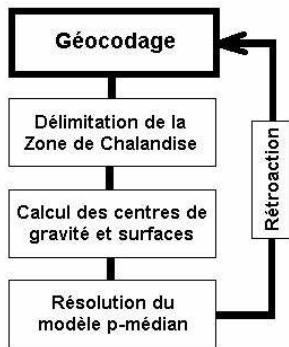 Géocodage
Délimitation de la
Zone de Chalandise
Calcul des centres de
gravité et surfaces
Résolution du
modèle p-médian
Rétroaction